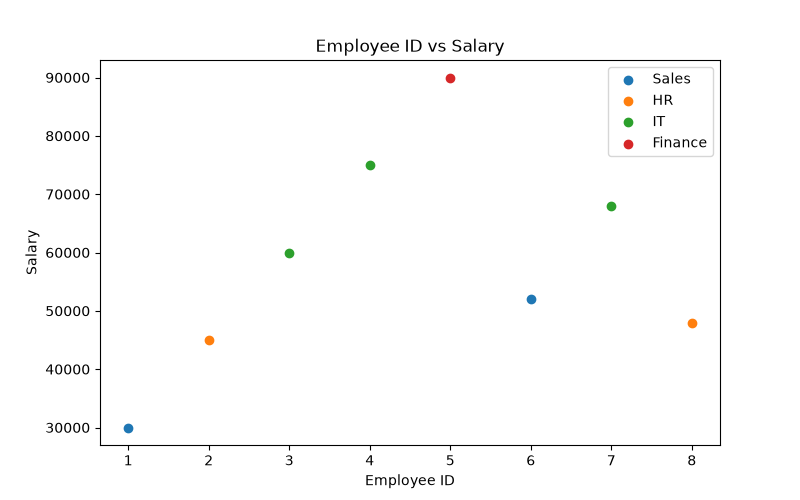 Employee ID vs Salary
Sales
HR
IT
Finance
90000
80000
70000
60000
50000
40000
30000
Salary
1 2 3 4 5 6 7 8
Employee ID